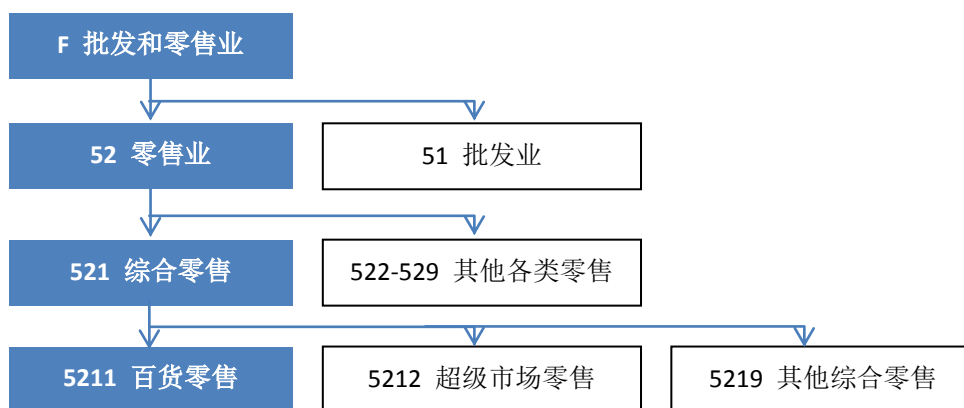 F 批发和零售业
52 零售业
51 批发业
521 综合零售
522-529 其他各类零售
5211 百货零售
5212 超级市场零售
5219 其他综合零售